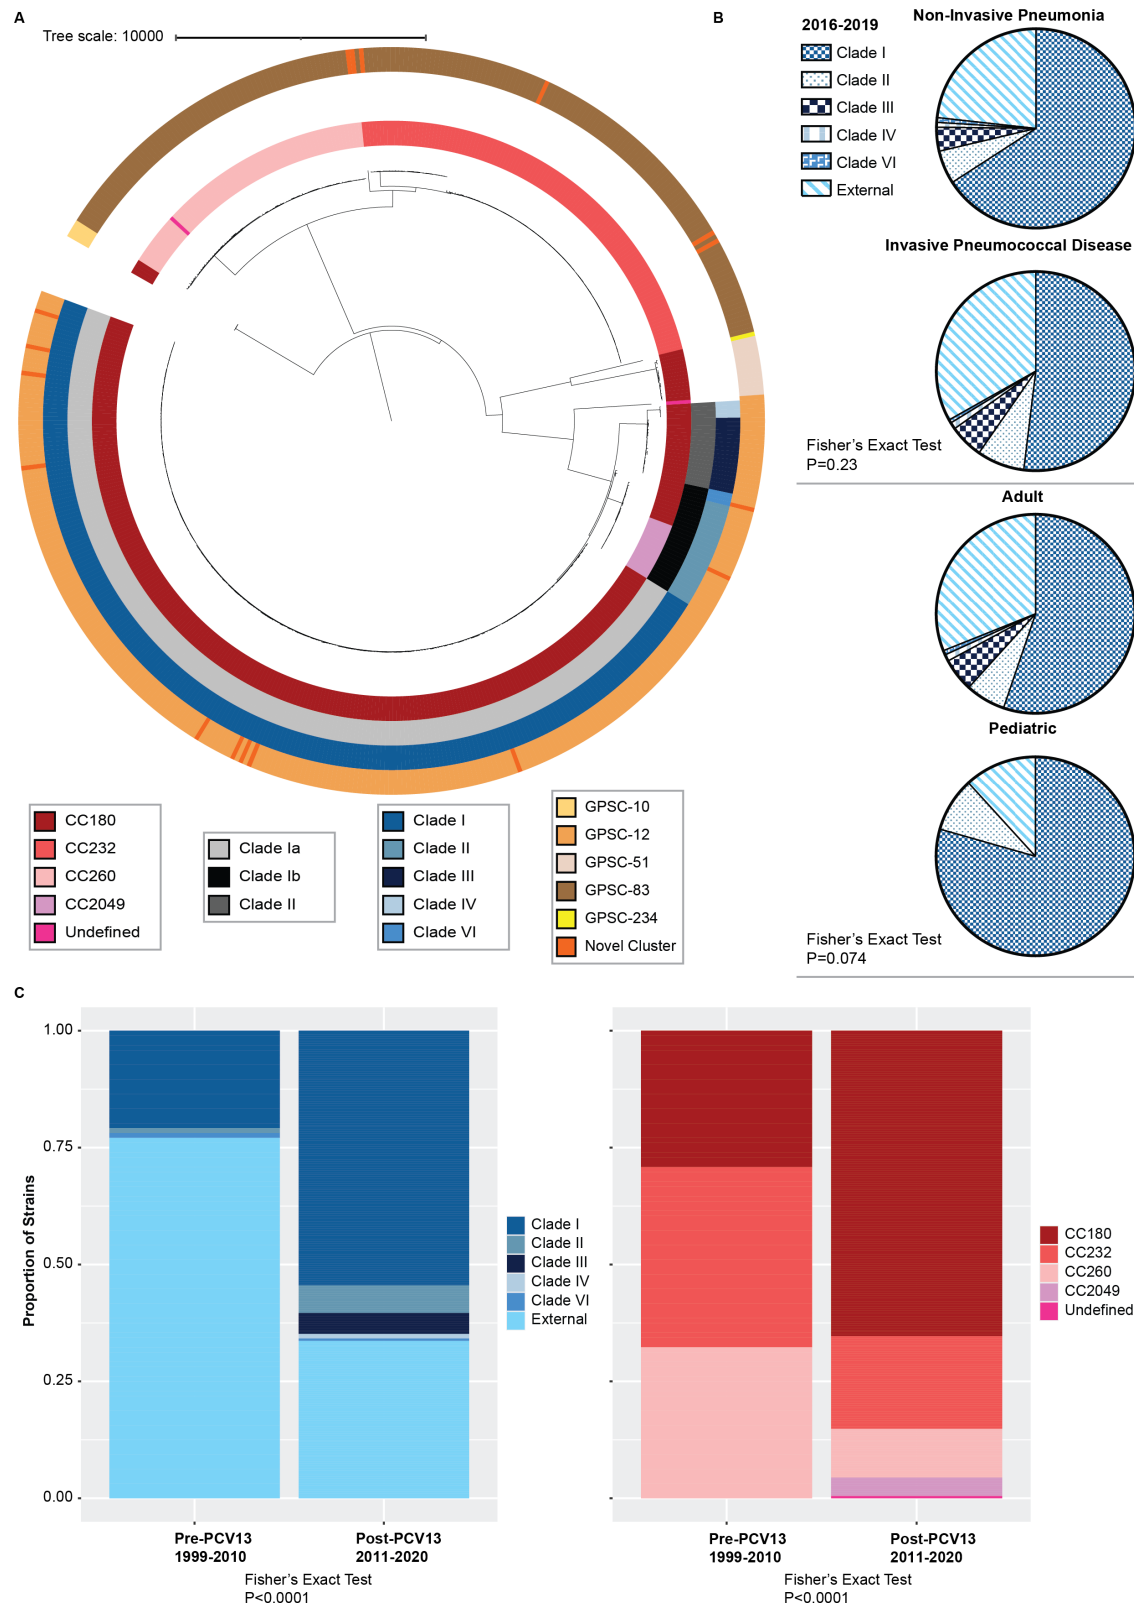 A
Tree scale: 10000
CC180
CC232
CC260
CC2049
Undefined
Clade Ia
Clade Ib
Clade II
Clade I
Clade II
Clade III
Clade IV
Clade VI
GPSC-10
GPSC-12
GPSC-51
GPSC-83
GPSC-234
Novel Cluster
B
2016-2019
Clade I
Clade II
Clade III
Clade IV
Clade VI
External
Non-Invasive Pneumonia
Invasive Pneumococcal Disease
Fisher's Exact Test
P=0.23
Adult
Pediatric
Fisher's Exact Test
P=0.074
C
Proportion of Strains
1.00
0.75
0.50
0.25
0.00
Pre-PCV13
1999-2010
Post-PCV13
2011-2020
Fisher's Exact Test
P<0.0001
Clade I
Clade II
Clade III
Clade IV
Clade VI
External
Pre-PCV13
1999-2010
Post-PCV13
2011-2020
Fisher's Exact Test
P<0.0001
CC180
CC232
CC260
CC2049
Undefined